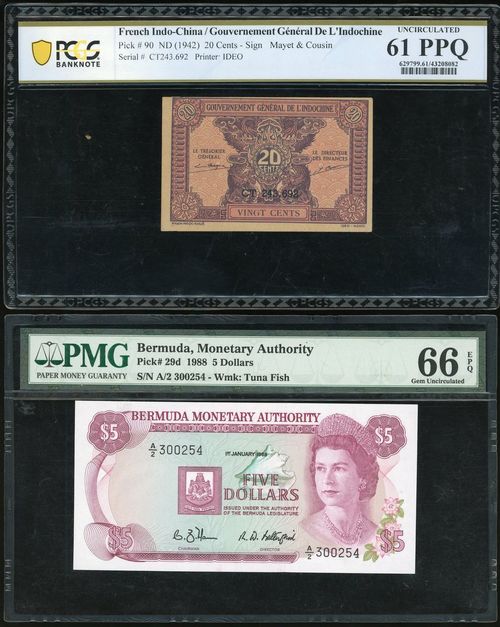 PCGS
BANKNOTE
French Indo-China / Gouvernement Général De L'Indochine
Pick # 90 ND (1942) 20 Cents - Sign Mayet & Cousin
Serial # CT243.692 Printer: IDEO
UNCIRCULATED
61 PPQ
629799.61/43208082
20
GOUVERNEMENT GÉNÉRAL DE L'INDOCHINE
20
LE TRÉSORIER
GÉNÉRAL
LE DIRECTEUR
DES FINANCES
20
CENTS
CT 243.692
VINGT CENTS
PMG
PAPER MONEY GUARANTY
Bermuda, Monetary Authority
Pick# 29d 1988 5 Dollars
S/N A/2 300254 - Wmk: Tuna Fish
66 EPQ
Gem Uncirculated
BERMUDA MONETARY AUTHORITY
$5
A/2 300254
$5
FIVE
DOLLARS
ISSUED UNDER THE AUTHORITY
OF THE BERMUDA LEGISLATURE
CHAIRMAN
DIRECTOR
A/2 300254
$5
$5